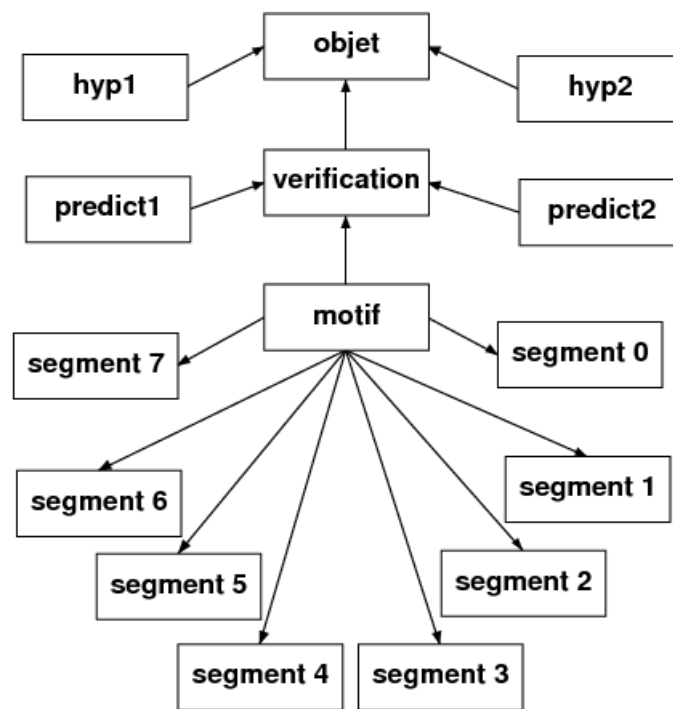 objet
hyp1
hyp2
verification
predict1
predict2
motif
segment 7
segment 0
segment 6
segment 1
segment 5
segment 2
segment 4
segment 3